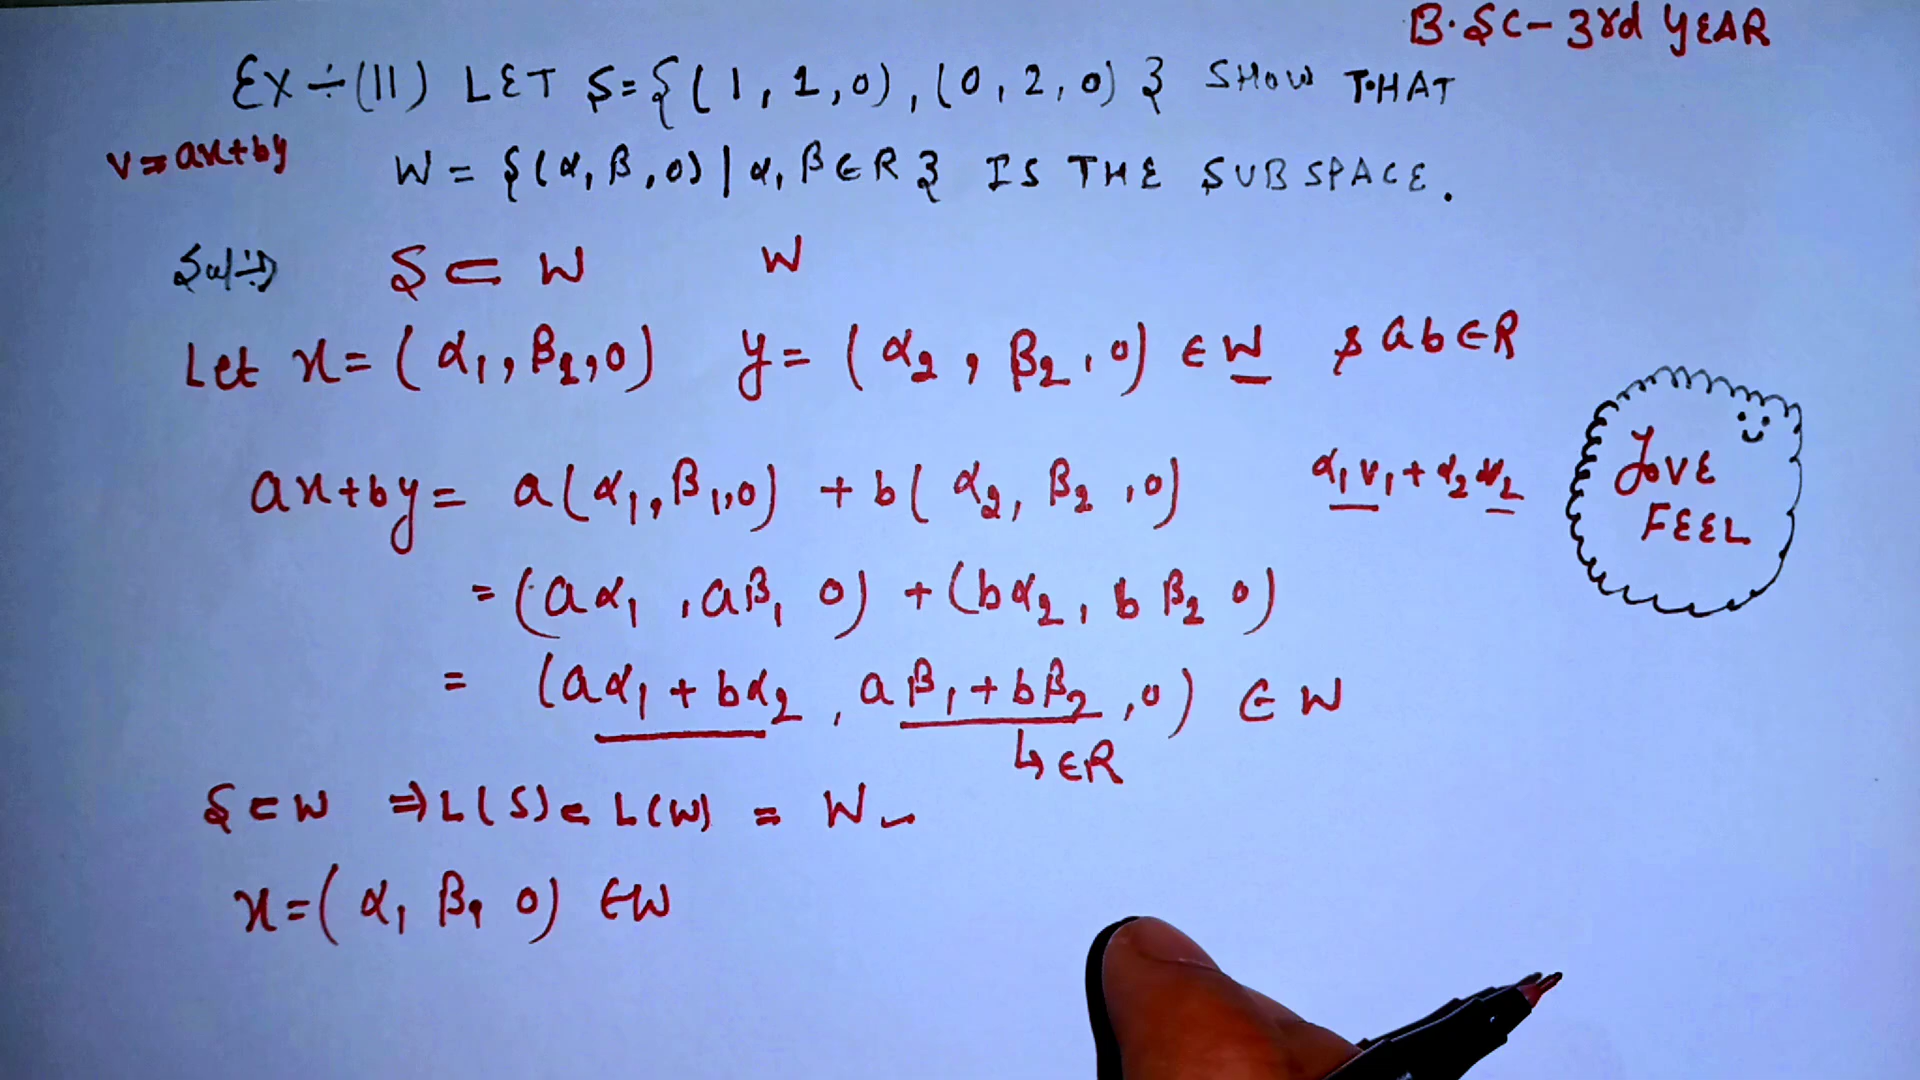 B.SC- 3rd YEAR
EX÷(11) LET S={(1,1,0),(0,2,0)} SHOW THAT
v=ax+by
W = {(α,β,0)|α,β∈R} IS THE SUBSPACE.
Sol:⇒ S ⊂ W W
Let x=(α₁,β₁,0) y=(α₂,β₂,0) ∈ W & a b ∈ R
ax+by = a(α₁,β₁,0) + b(α₂,β₂,0) α₁v₁+α₂v₂
LOVE
FEEL
= (aα₁,aβ₁ 0) + (bα₂,bβ₂ 0)
= (aα₁+bα₂, aβ₁+bβ₂,0) ∈ W
↳∈R
S⊂W ⇒L(S)⊂ L(W) = W
x=(α₁ β₁ 0) ∈W